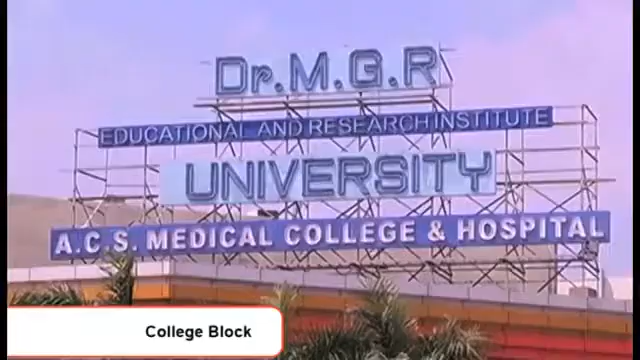 Dr.M.G.R
EDUCATIONAL AND RESEARCH INSTITUTE
UNIVERSITY
A.C.S. MEDICAL COLLEGE & HOSPITAL
College Block